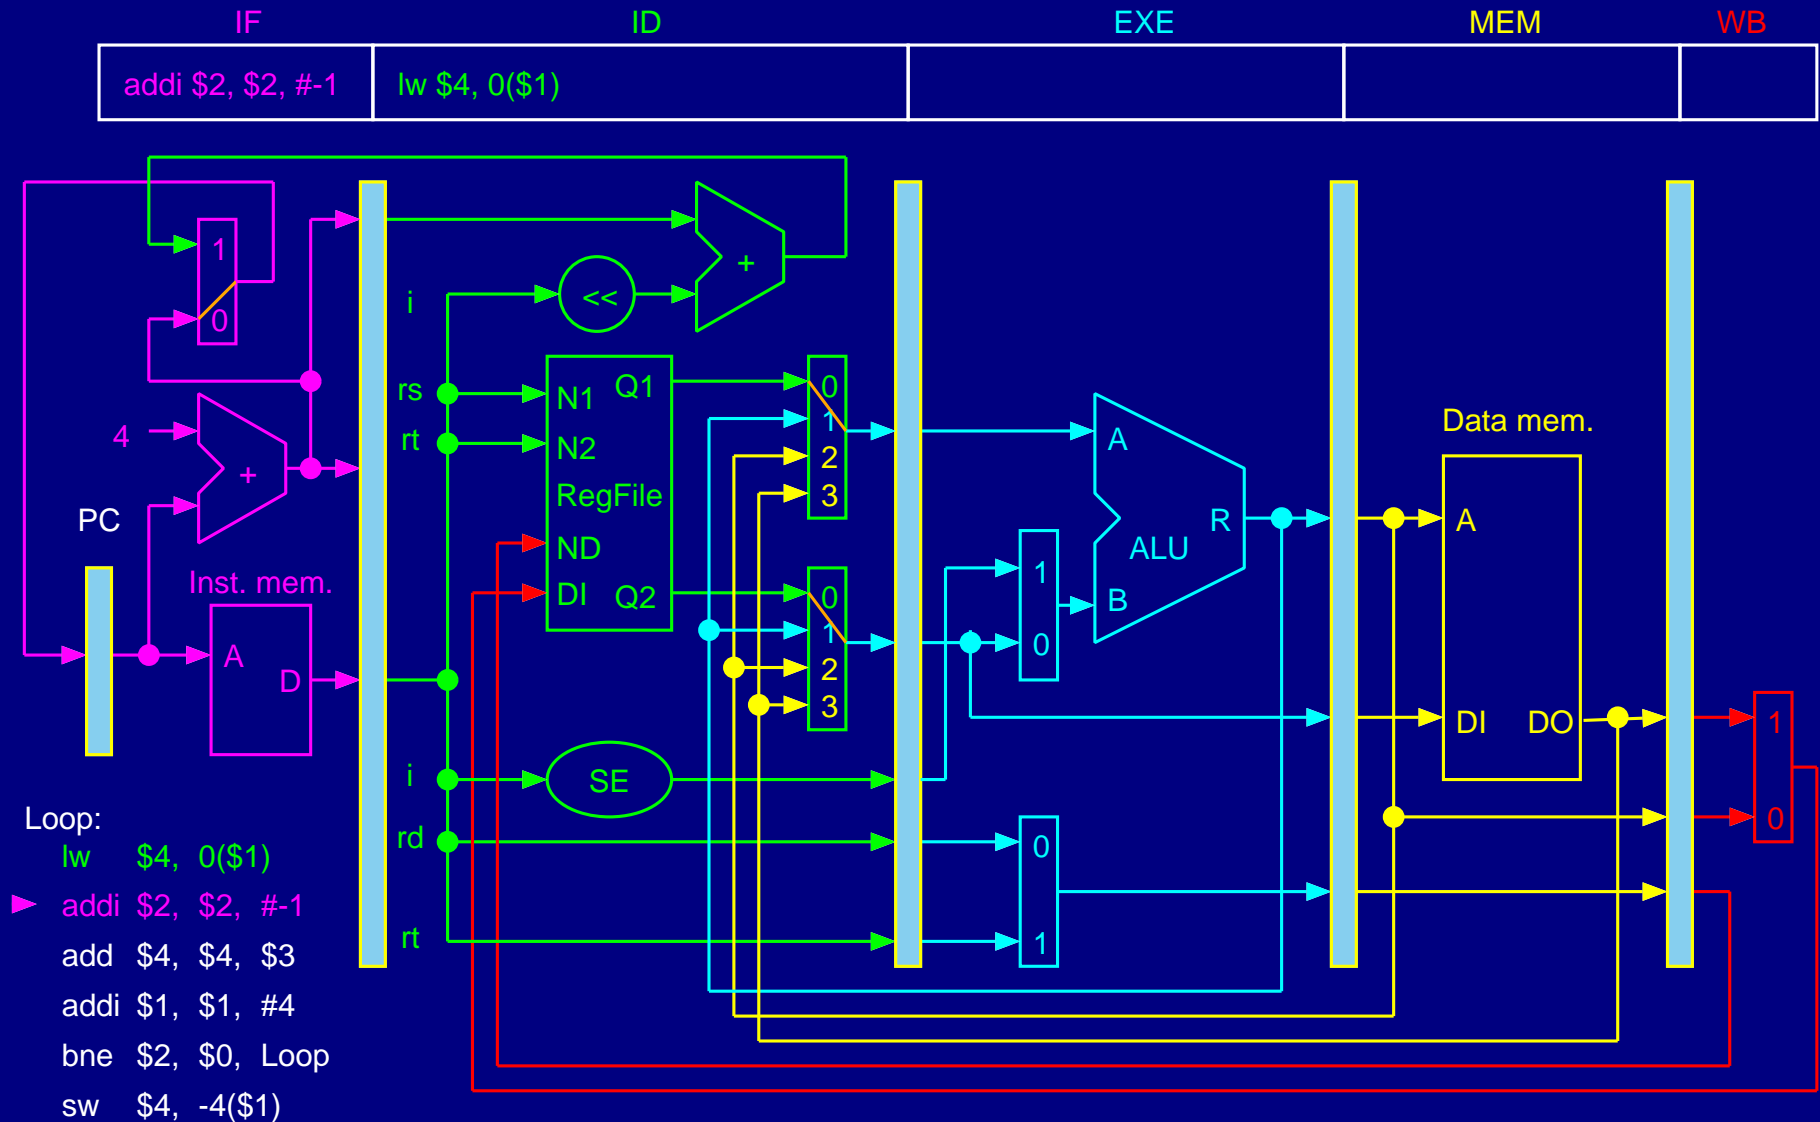 IF ID EXE MEM WB
addi $2, $2, #-1 lw $4, 0($1)
1
0
4
+
PC
Inst. mem.
A
D
i
<<
+
rs
rt
N1 Q1
N2
RegFile
ND
DI Q2
0
1
2
3
0
1
2
3
i
SE
rd
rt
A
R
ALU
B
1
0
0
1
Data mem.
A
DI DO
1
0
Loop:
lw $4, 0($1)
addi $2, $2, #-1
add $4, $4, $3
addi $1, $1, #4
bne $2, $0, Loop
sw $4, -4($1)